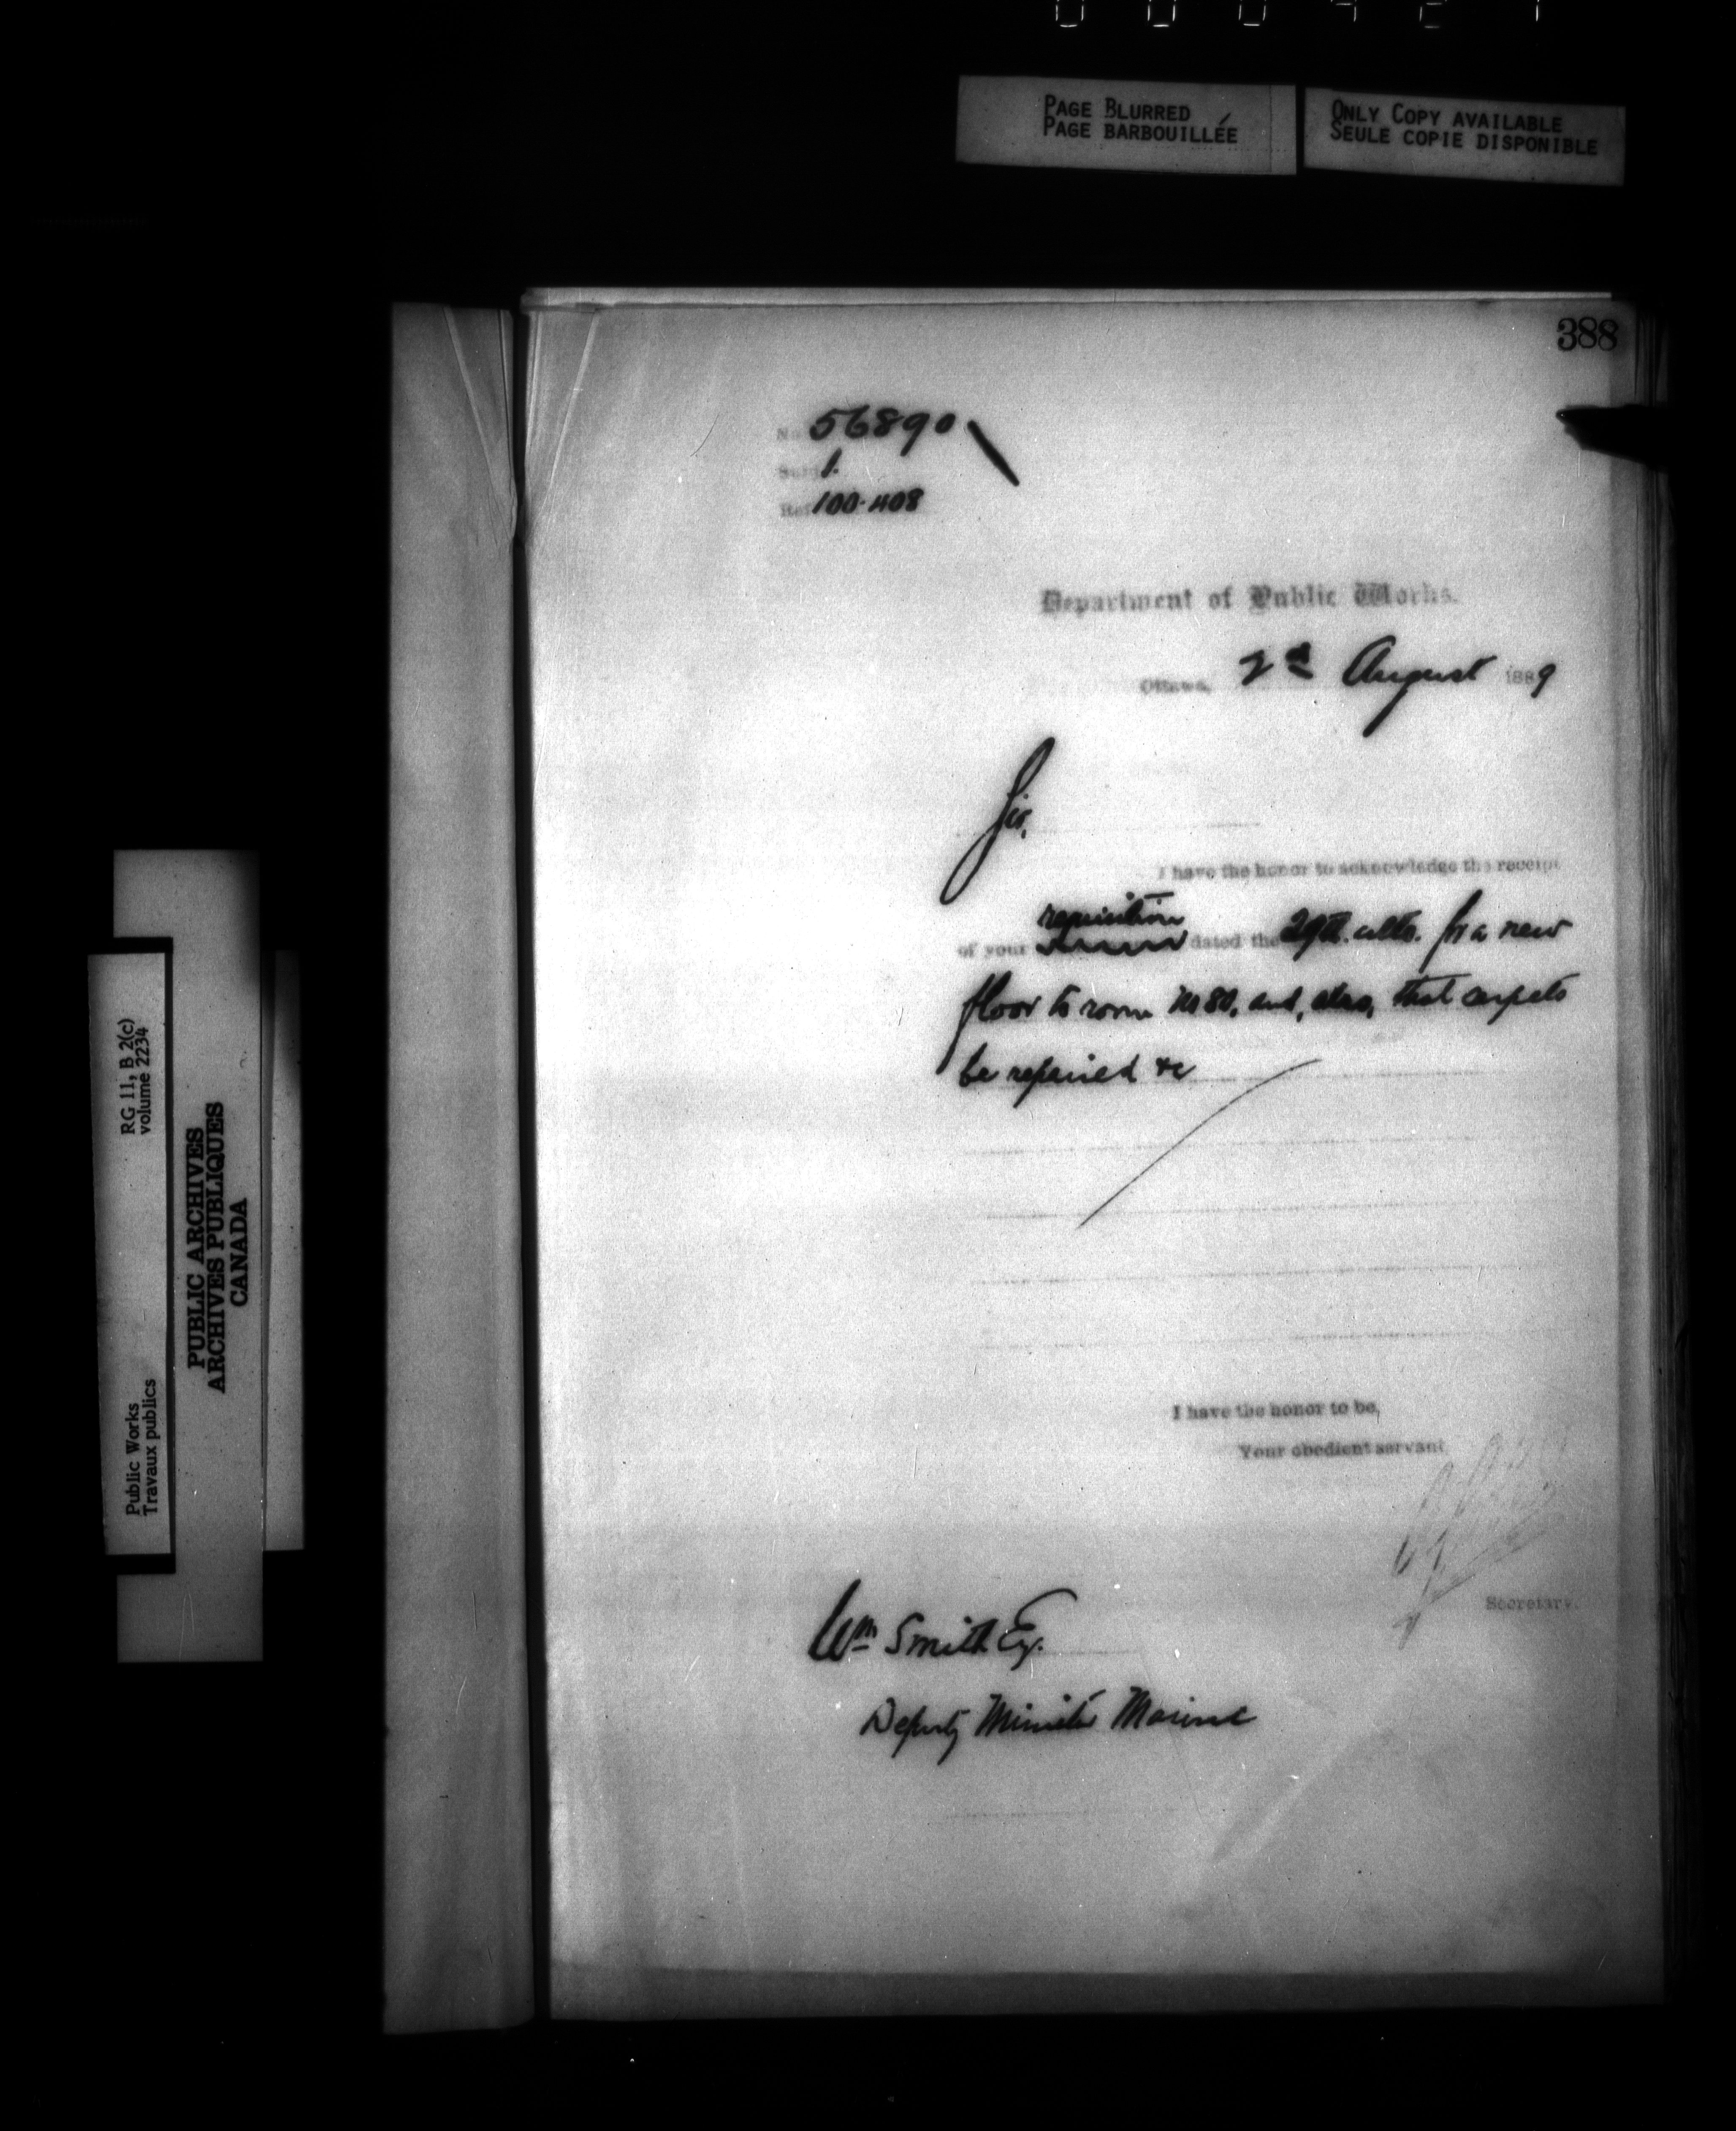 PAGE BLURRED
PAGE BARBOUILLÉE
ONLY COPY AVAILABLE
SEULE COPIE DISPONIBLE
388
No 56890
Subj 1.
Ref 100-408
Department of Public Works.
Ottawa, 2d August 1889
Sir,
I have the honor to acknowledge the receipt
requisition
of your dated the 29th. ulto. for a new
floor to room No 80, and, also, that carpets
be repaired &c
I have the honor to be,
Your obedient servant
Secretary.
Wm Smith Esq.
Deputy Minister Marine
RG 11, B 2(c)
volume 2234
Public Works
Travaux publics
PUBLIC ARCHIVES
ARCHIVES PUBLIQUES
CANADA